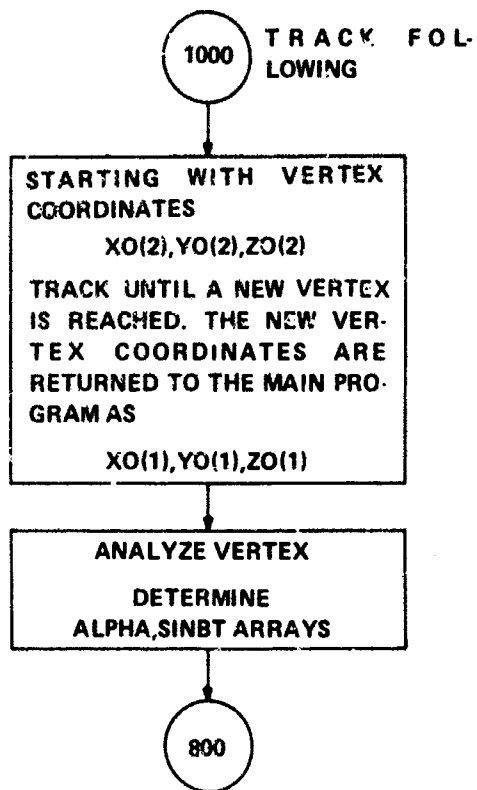 1000
TRACK FOL-
LOWING
STARTING WITH VERTEX
COORDINATES
XO(2),YO(2),ZO(2)
TRACK UNTIL A NEW VERTEX
IS REACHED. THE NEW VER-
TEX COORDINATES ARE
RETURNED TO THE MAIN PRO-
GRAM AS
XO(1),YO(1),ZO(1)
ANALYZE VERTEX
DETERMINE
ALPHA,SINBT ARRAYS
800